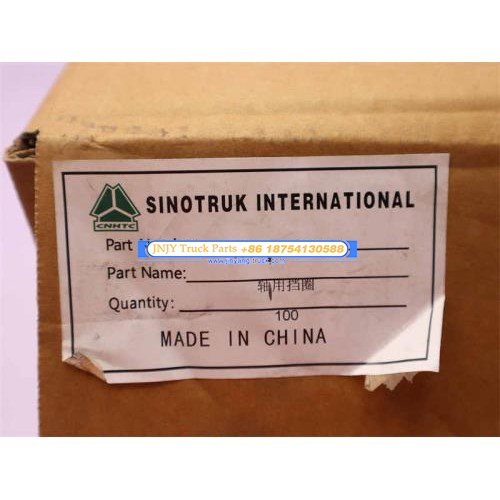 CNHTC
SINOTRUK INTERNATIONAL
Part
JNJY Truck Parts +86 18754130588
Part Name:
轴用挡圈
Quantity:
100
MADE IN CHINA